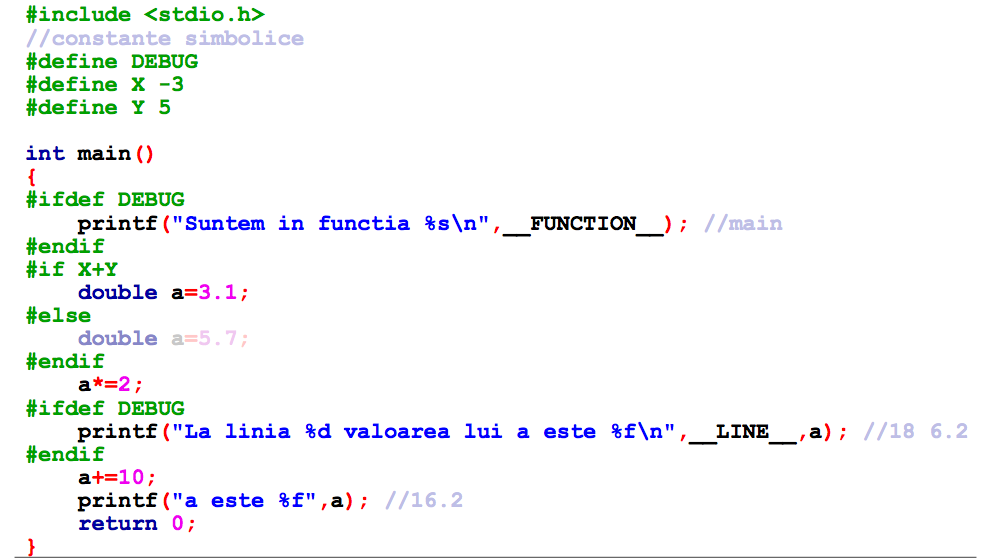 #include <stdio.h>
//constante simbolice
#define DEBUG
#define X -3
#define Y 5

int main()
{
#ifdef DEBUG
    printf("Suntem in functia %s\n",__FUNCTION__); //main
#endif
#if X+Y
    double a=3.1;
#else
    double a=5.7;
#endif
    a*=2;
#ifdef DEBUG
    printf("La linia %d valoarea lui a este %f\n",__LINE__,a); //18 6.2
#endif
    a+=10;
    printf("a este %f",a); //16.2
    return 0;
}